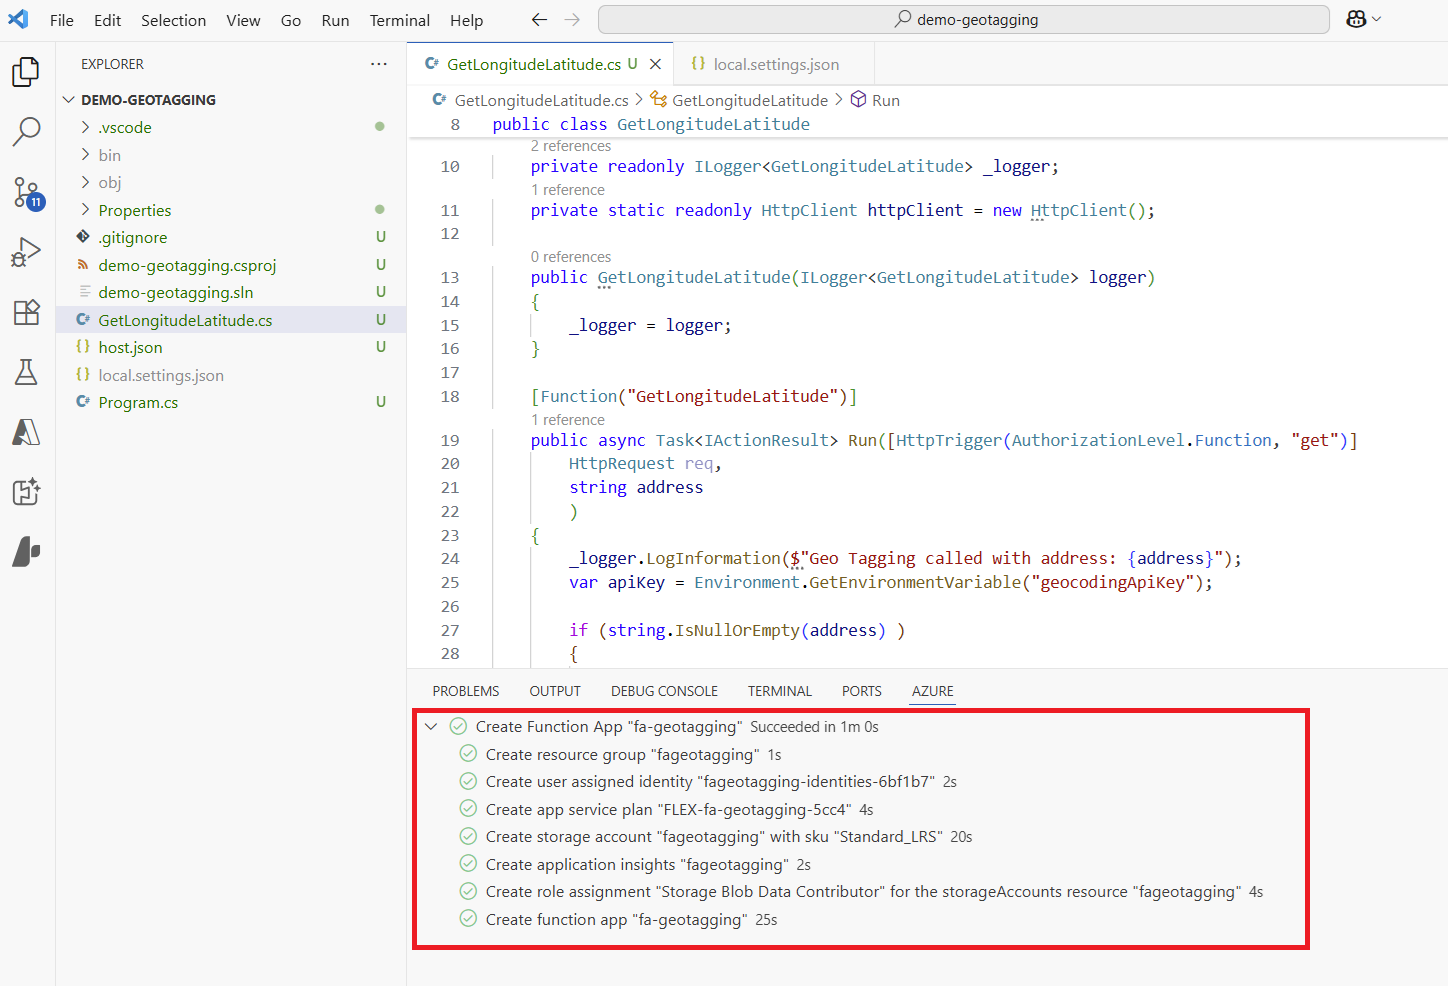 File Edit Selection View Go Run Terminal Help
demo-geotagging
EXPLORER
DEMO-GEOTAGGING
.vscode
bin
obj
Properties
.gitignore U
demo-geotagging.csproj U
demo-geotagging.sln U
GetLongitudeLatitude.cs U
host.json U
local.settings.json
Program.cs U
11
GetLongitudeLatitude.cs U
local.settings.json
GetLongitudeLatitude.cs > GetLongitudeLatitude > Run
8 public class GetLongitudeLatitude
2 references
10 private readonly ILogger<GetLongitudeLatitude> _logger;
1 reference
11 private static readonly HttpClient httpClient = new HttpClient();
12
0 references
13 public GetLongitudeLatitude(ILogger<GetLongitudeLatitude> logger)
14 {
15 _logger = logger;
16 }
17
18 [Function("GetLongitudeLatitude")]
1 reference
19 public async Task<IActionResult> Run([HttpTrigger(AuthorizationLevel.Function, "get")]
20 HttpRequest req,
21 string address
22 )
23 {
24 _logger.LogInformation($"Geo Tagging called with address: {address}");
25 var apiKey = Environment.GetEnvironmentVariable("geocodingApiKey");
26
27 if (string.IsNullOrEmpty(address) )
28 {
PROBLEMS OUTPUT DEBUG CONSOLE TERMINAL PORTS AZURE
Create Function App "fa-geotagging" Succeeded in 1m 0s
Create resource group "fageotagging" 1s
Create user assigned identity "fageotagging-identities-6bf1b7" 2s
Create app service plan "FLEX-fa-geotagging-5cc4" 4s
Create storage account "fageotagging" with sku "Standard_LRS" 20s
Create application insights "fageotagging" 2s
Create role assignment "Storage Blob Data Contributor" for the storageAccounts resource "fageotagging" 4s
Create function app "fa-geotagging" 25s